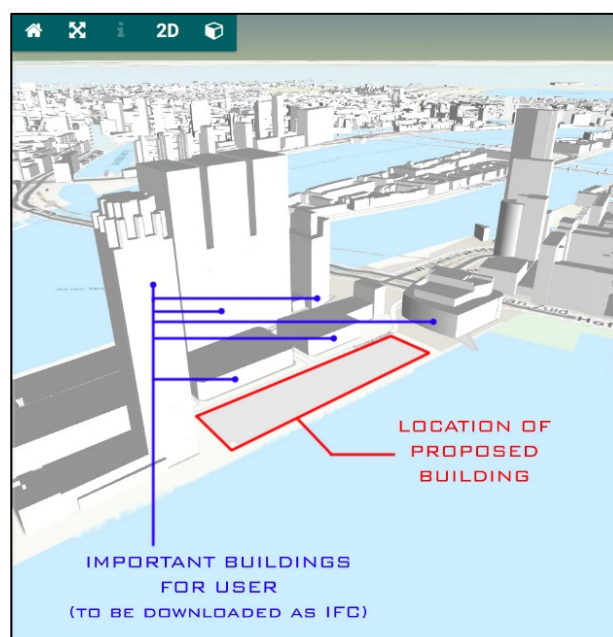 2D
LOCATION OF
PROPOSED
BUILDING
IMPORTANT BUILDINGS
FOR USER
(TO BE DOWNLOADED AS IFC)